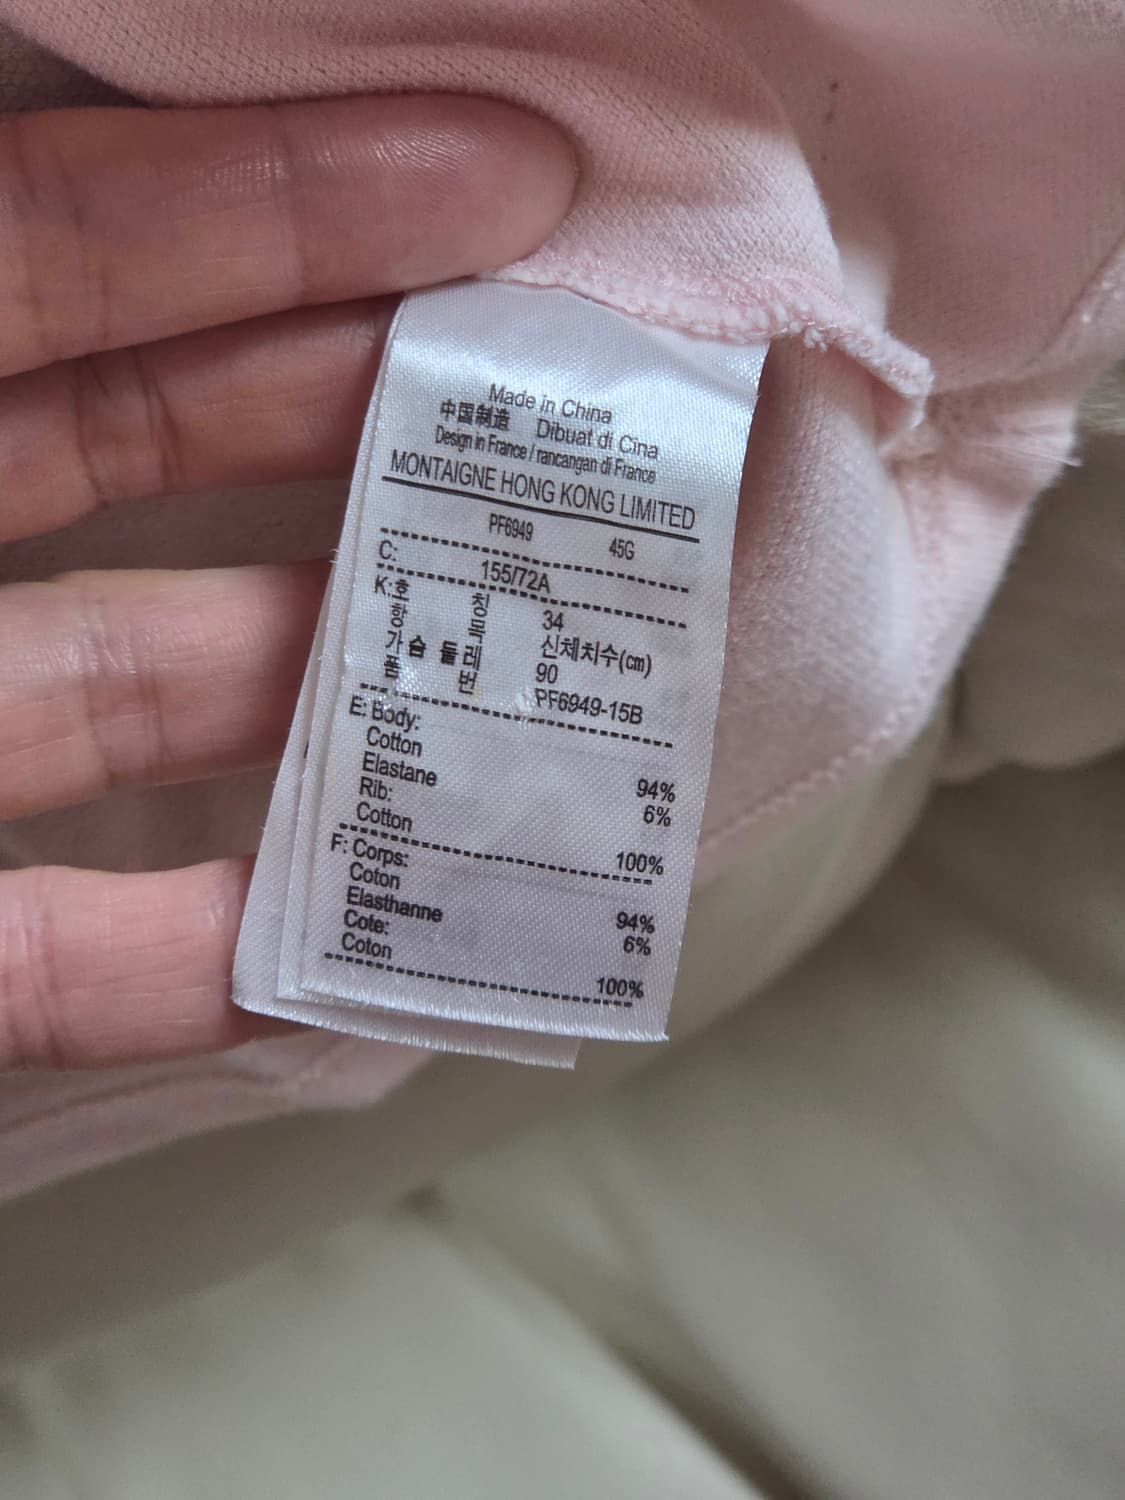 Made in China
中国制造 Dibuat di Cina
Design in France / rancangan di France
MONTAIGNE HONG KONG LIMITED
PF6949 45G
C: 155/72A
K:호 칭 34
항 목 신체치수(cm)
가슴 둘레 90
품 번 PF6949-15B
E: Body:
Cotton 94%
Elastane 6%
Rib:
Cotton 100%
F: Corps:
Coton 94%
Elasthanne 6%
Cote:
Coton 100%